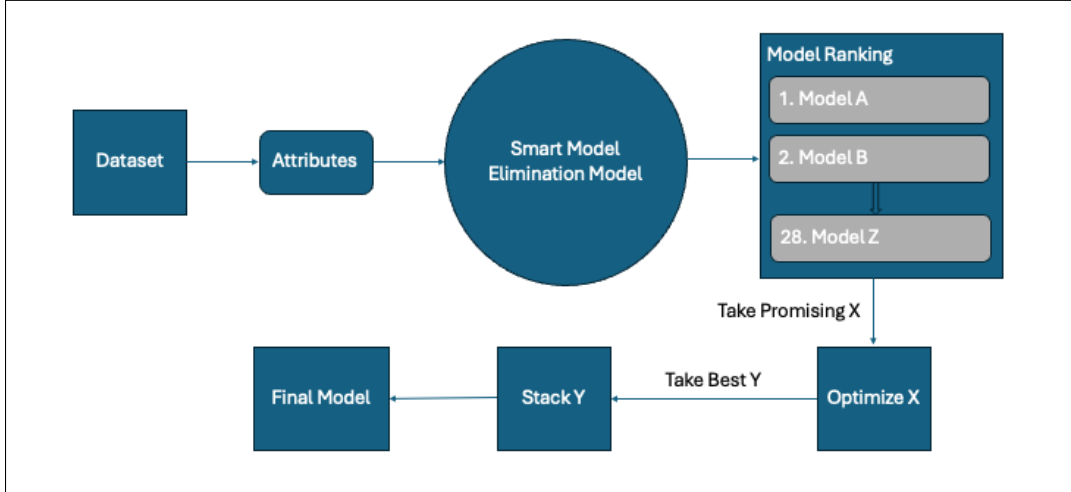 Dataset
Attributes
Smart Model
Elimination Model
Model Ranking
1. Model A
2. Model B
28. Model Z
Take Promising X
Optimize X
Take Best Y
Stack Y
Final Model